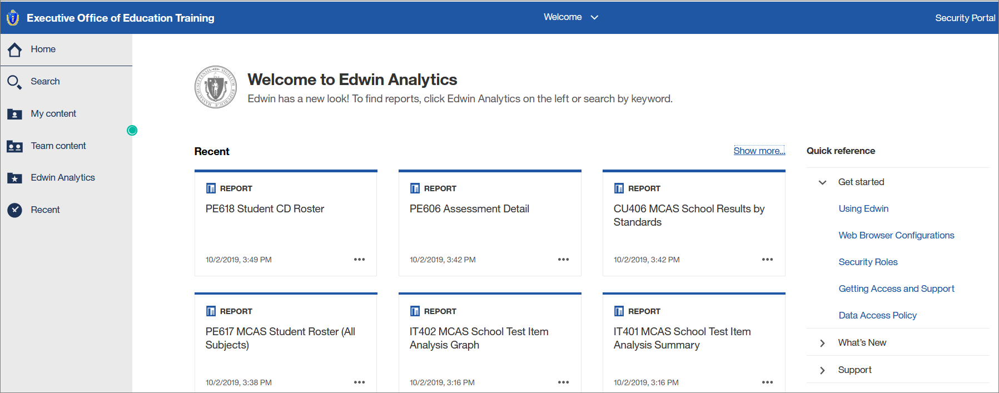 Executive Office of Education Training
Welcome
Security Portal
Home
Search
My content
Team content
Edwin Analytics
Recent
Welcome to Edwin Analytics
Edwin has a new look! To find reports, click Edwin Analytics on the left or search by keyword.
Recent
Show more...
REPORT
PE618 Student CD Roster
10/2/2019, 3:49 PM
REPORT
PE606 Assessment Detail
10/2/2019, 3:42 PM
REPORT
CU406 MCAS School Results by
Standards
10/2/2019, 3:42 PM
REPORT
PE617 MCAS Student Roster (All
Subjects)
10/2/2019, 3:38 PM
REPORT
IT402 MCAS School Test Item
Analysis Graph
10/2/2019, 3:16 PM
REPORT
IT401 MCAS School Test Item
Analysis Summary
10/2/2019, 3:16 PM
Quick reference
Get started
Using Edwin
Web Browser Configurations
Security Roles
Getting Access and Support
Data Access Policy
What's New
Support